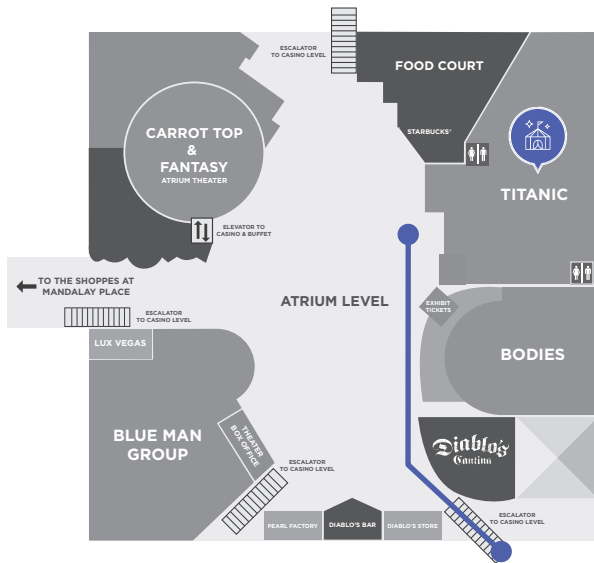 ESCALATOR
TO CASINO LEVEL
FOOD COURT
STARBUCKS®
CARROT TOP
&
FANTASY
ATRIUM THEATER
TITANIC
ELEVATOR TO
CASINO & BUFFET
TO THE SHOPPES AT
MANDALAY PLACE
ATRIUM LEVEL
EXHIBIT
TICKETS
ESCALATOR
TO CASINO LEVEL
LUX VEGAS
BODIES
BLUE MAN
GROUP
THEATER
BOX OFFICE
Diablo's
Cantina
ESCALATOR
TO CASINO LEVEL
ESCALATOR
TO CASINO LEVEL
PEARL FACTORY
DIABLO'S BAR
DIABLO'S STORE